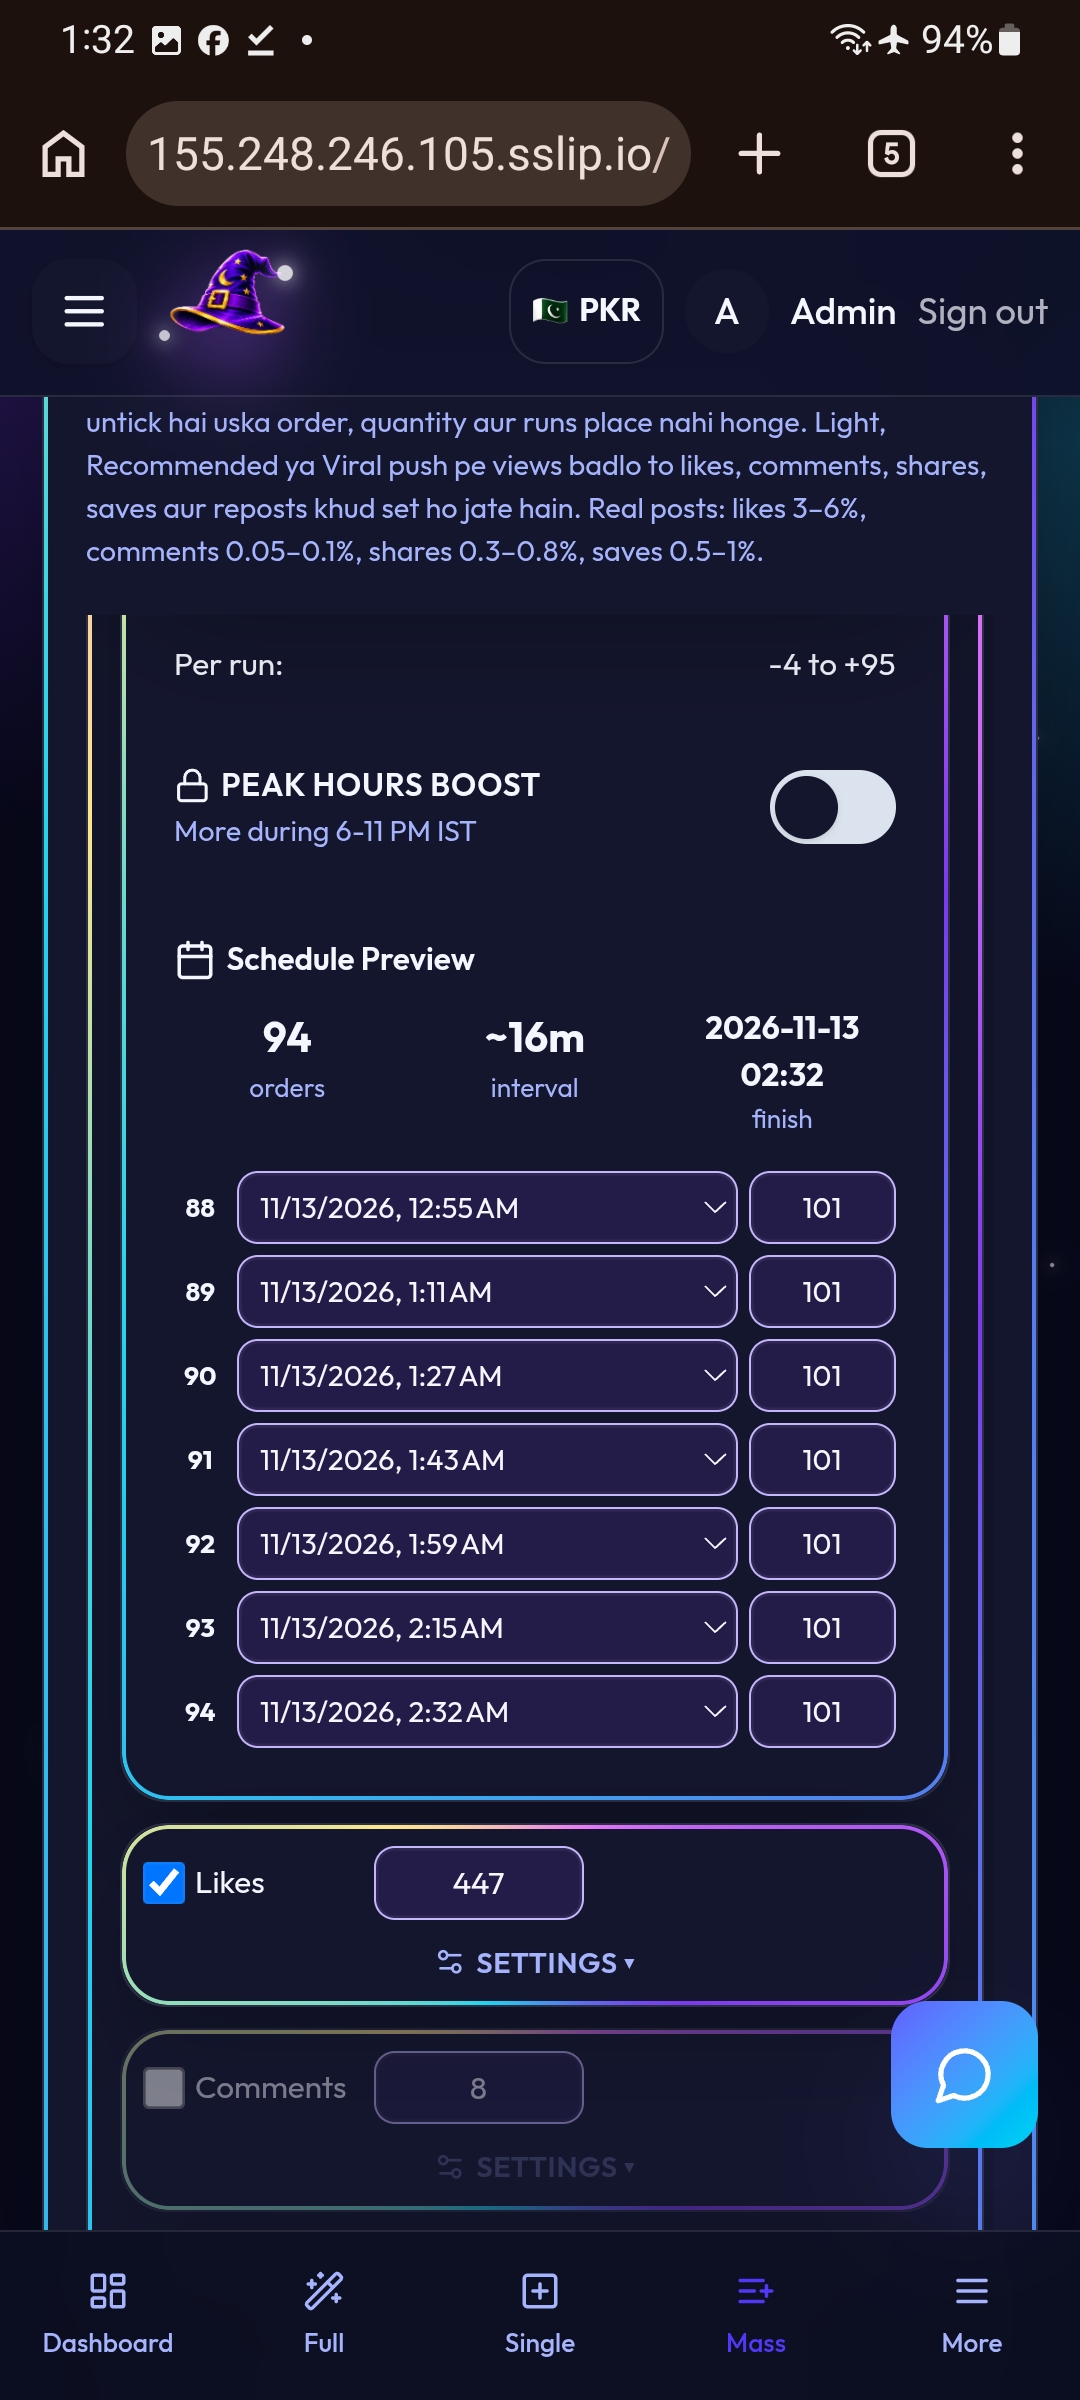 1:32
94%
155.248.246.105.sslip.io/
5
PKR
A
Admin
Sign out
untick hai uska order, quantity aur runs place nahi honge. Light,
Recommended ya Viral push pe views badlo to likes, comments, shares,
saves aur reposts khud set ho jate hain. Real posts: likes 3–6%,
comments 0.05–0.1%, shares 0.3–0.8%, saves 0.5–1%.
Per run: -4 to +95
PEAK HOURS BOOST
More during 6-11 PM IST
Schedule Preview
94
orders
~16m
interval
2026-11-13
02:32
finish
88 11/13/2026, 12:55 AM 101
89 11/13/2026, 1:11 AM 101
90 11/13/2026, 1:27 AM 101
91 11/13/2026, 1:43 AM 101
92 11/13/2026, 1:59 AM 101
93 11/13/2026, 2:15 AM 101
94 11/13/2026, 2:32 AM 101
Likes 447
SETTINGS ▾
Comments 8
SETTINGS ▾
Dashboard
Full
Single
Mass
More